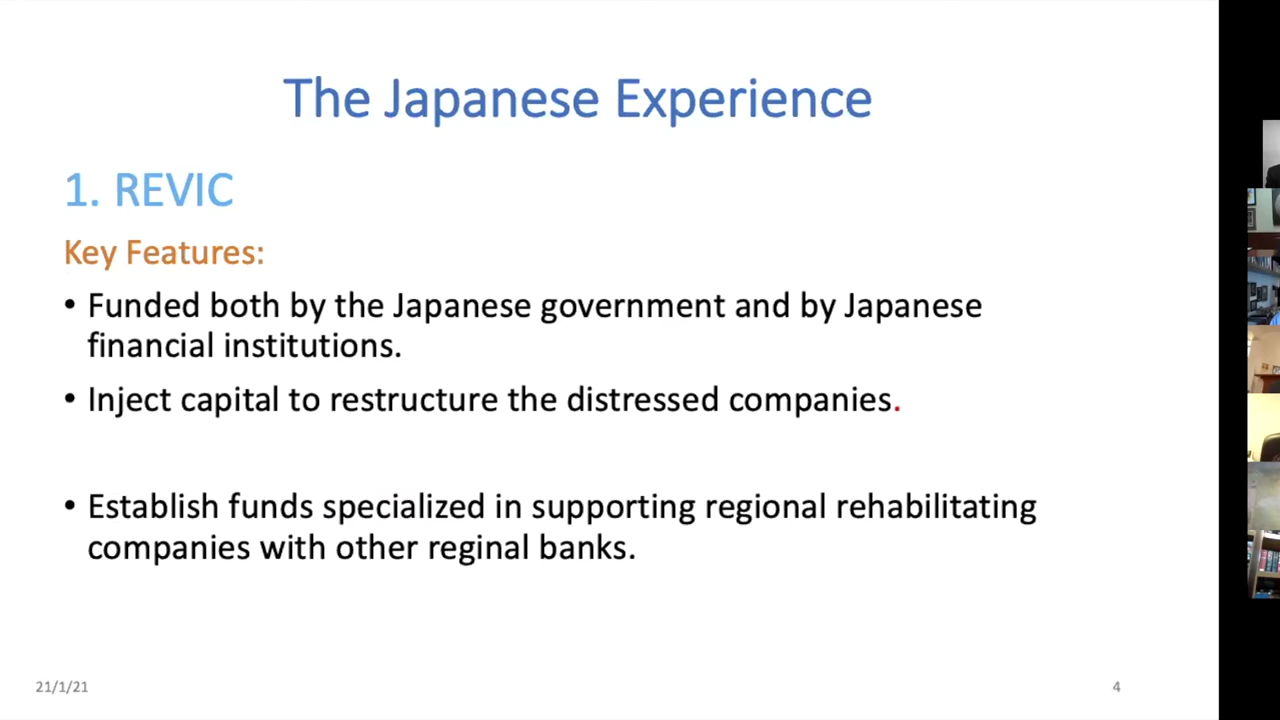 The Japanese Experience
1. REVIC
Key Features:
• Funded both by the Japanese government and by Japanese
financial institutions.
• Inject capital to restructure the distressed companies.
• Establish funds specialized in supporting regional rehabilitating
companies with other reginal banks.
21/1/21
4